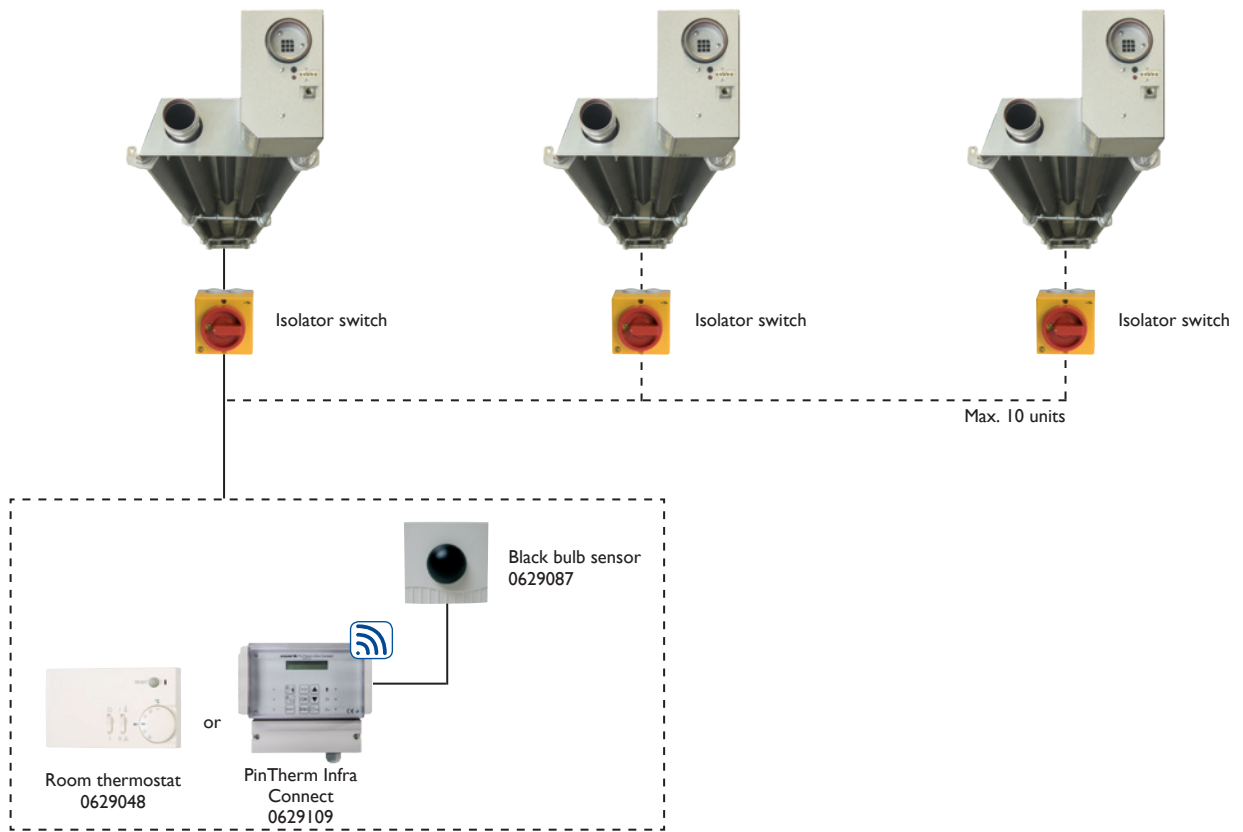 Isolator switch
Isolator switch
Isolator switch
Max. 10 units
Black bulb sensor
0629087
or
Room thermostat
0629048
PinTherm Infra
Connect
0629109